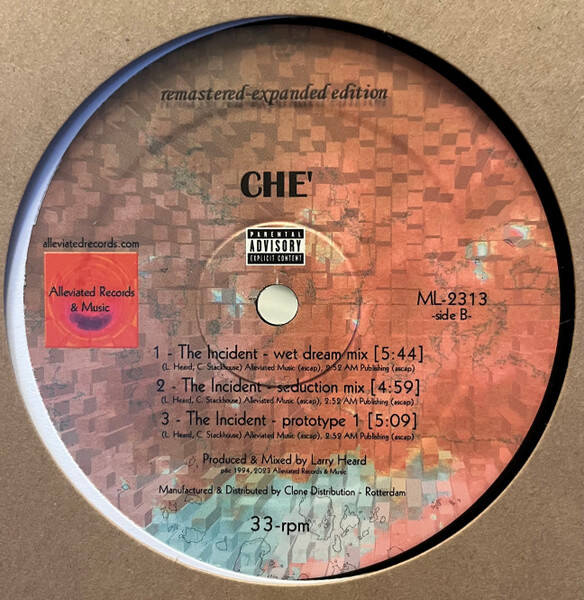 remastered-expanded edition
CHE'
PARENTAL
ADVISORY
EXPLICIT CONTENT
alleviatedrecords.com
Alleviated Records
& Music
ML-2313
-side B-
1 - The Incident - wet dream mix [5:44]
(L. Heard, C. Stackhouse) Alleviated Music (ascap), 2:52 AM Publishing (ascap)
2 - The Incident - seduction mix [4:59]
(L. Heard, C. Stackhouse) Alleviated Music (ascap), 2:52 AM Publishing (ascap)
3 - The Incident - prototype 1 [5:09]
(L. Heard, C. Stackhouse) Alleviated Music (ascap), 2:52 AM Publishing (ascap)
Produced & Mixed by Larry Heard
p&c 1994, 2023 Alleviated Records & Music
Manufactured & Distributed by Clone Distribution - Rotterdam
33-rpm